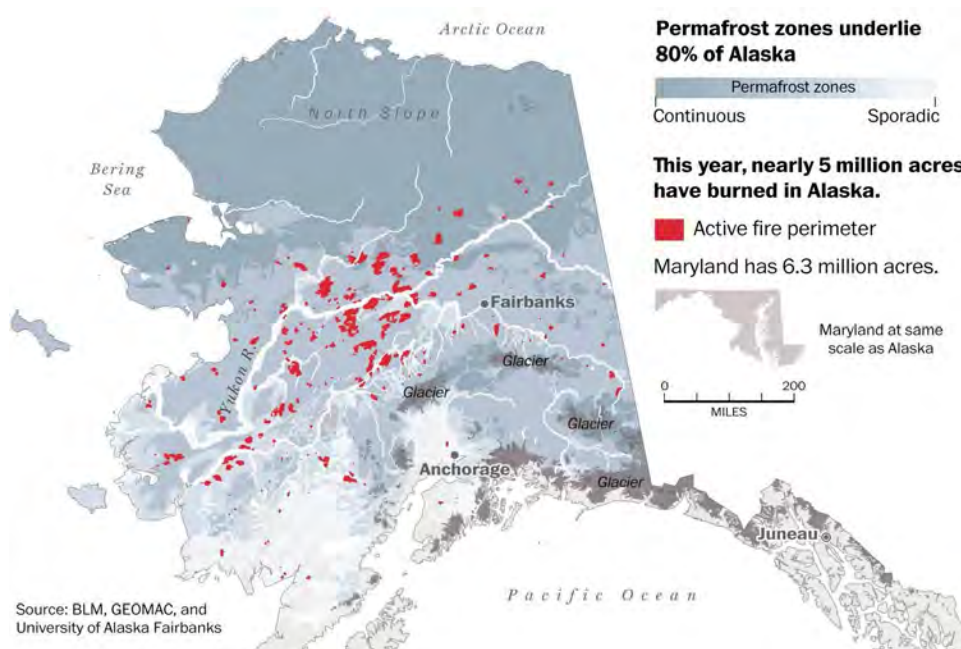 Arctic Ocean
Permafrost zones underlie
80% of Alaska
Permafrost zones
Continuous
Sporadic
North Slope
Bering
Sea
This year, nearly 5 million acres
have burned in Alaska.
Active fire perimeter
Maryland has 6.3 million acres.
Fairbanks
Maryland at same
scale as Alaska
Yukon R.
Glacier
Glacier
Glacier
0
200
MILES
Anchorage
Glacier
Juneau
Pacific Ocean
Source: BLM, GEOMAC, and
University of Alaska Fairbanks